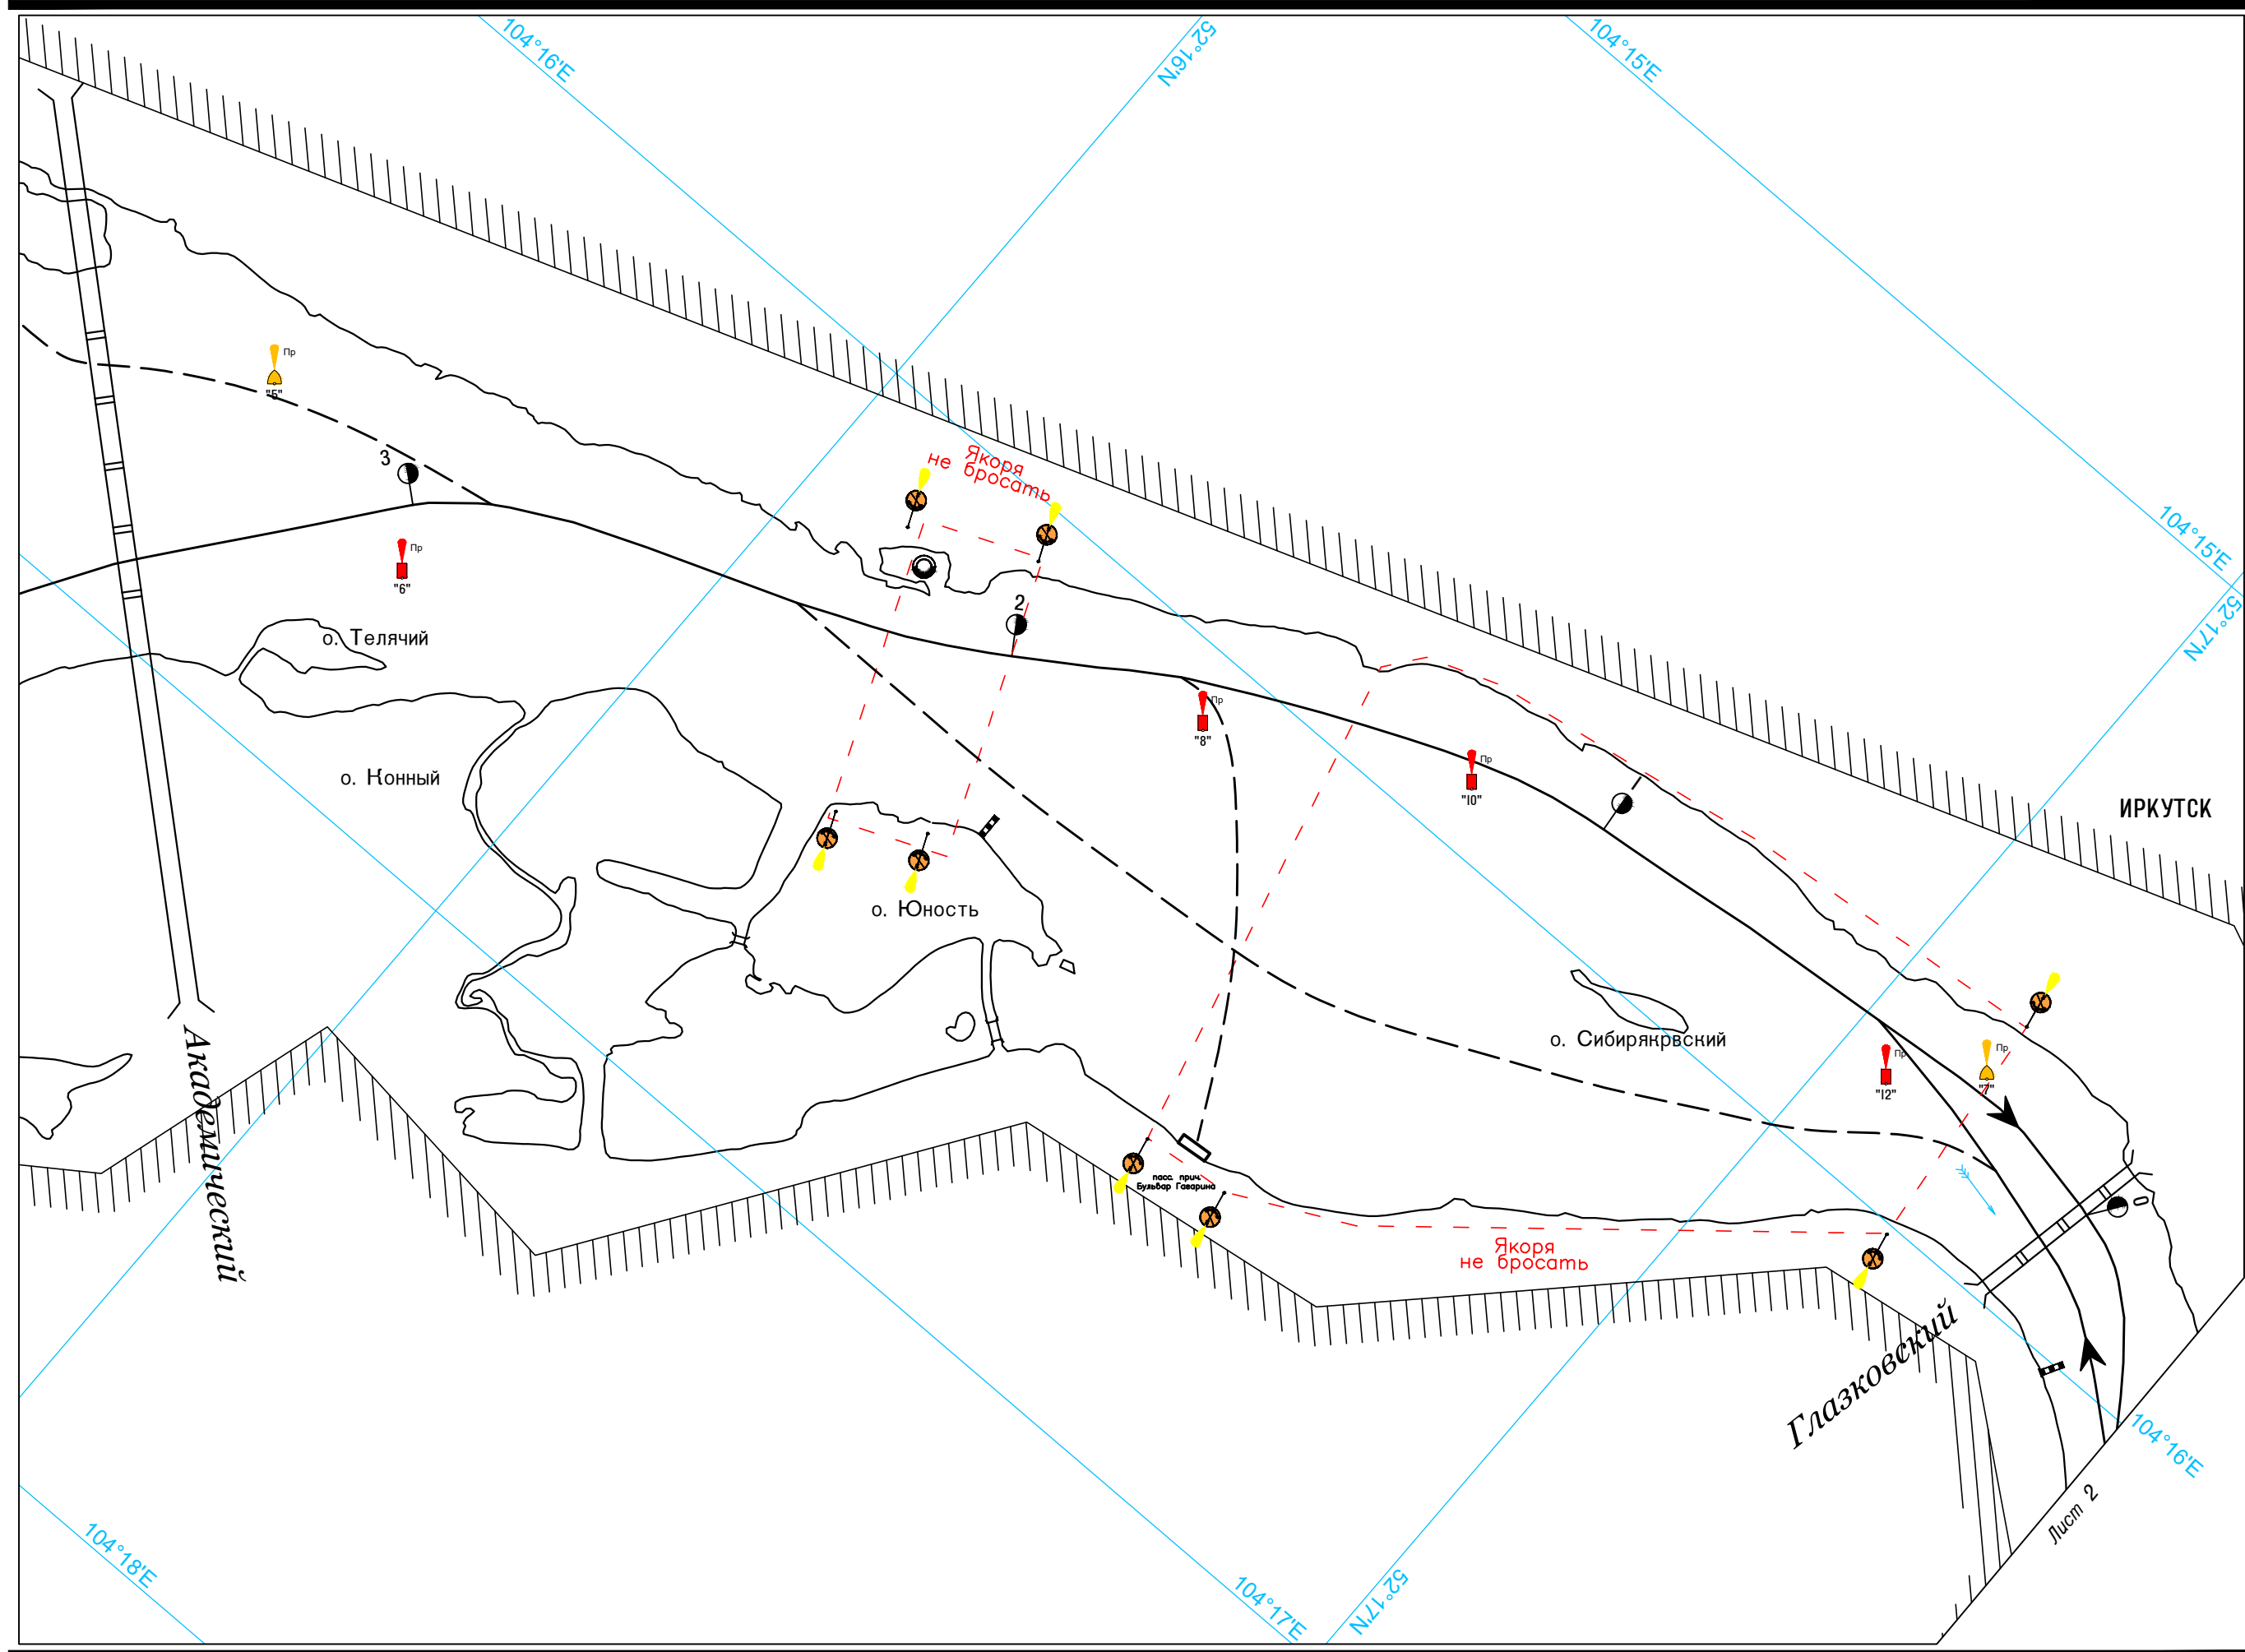 104°16'E
52°16'N
104°15'E
Пр
"5"
3
Якоря
не бросать
104°15'E
52°17'N
Пр
"6"
2
о. Телячий
Пр
"8"
о. Конный
Пр
"10"
ИРКУТСК
о. Юность
о. Сибирякрвский
Пр
"12"
Пр
"7"
Академический
пасс. прич.
Бульвар Гагарина
0
Якоря
не бросать
Глазковский
104°16'E
Лист 2
104°18'E
104°17'E
52°17'N